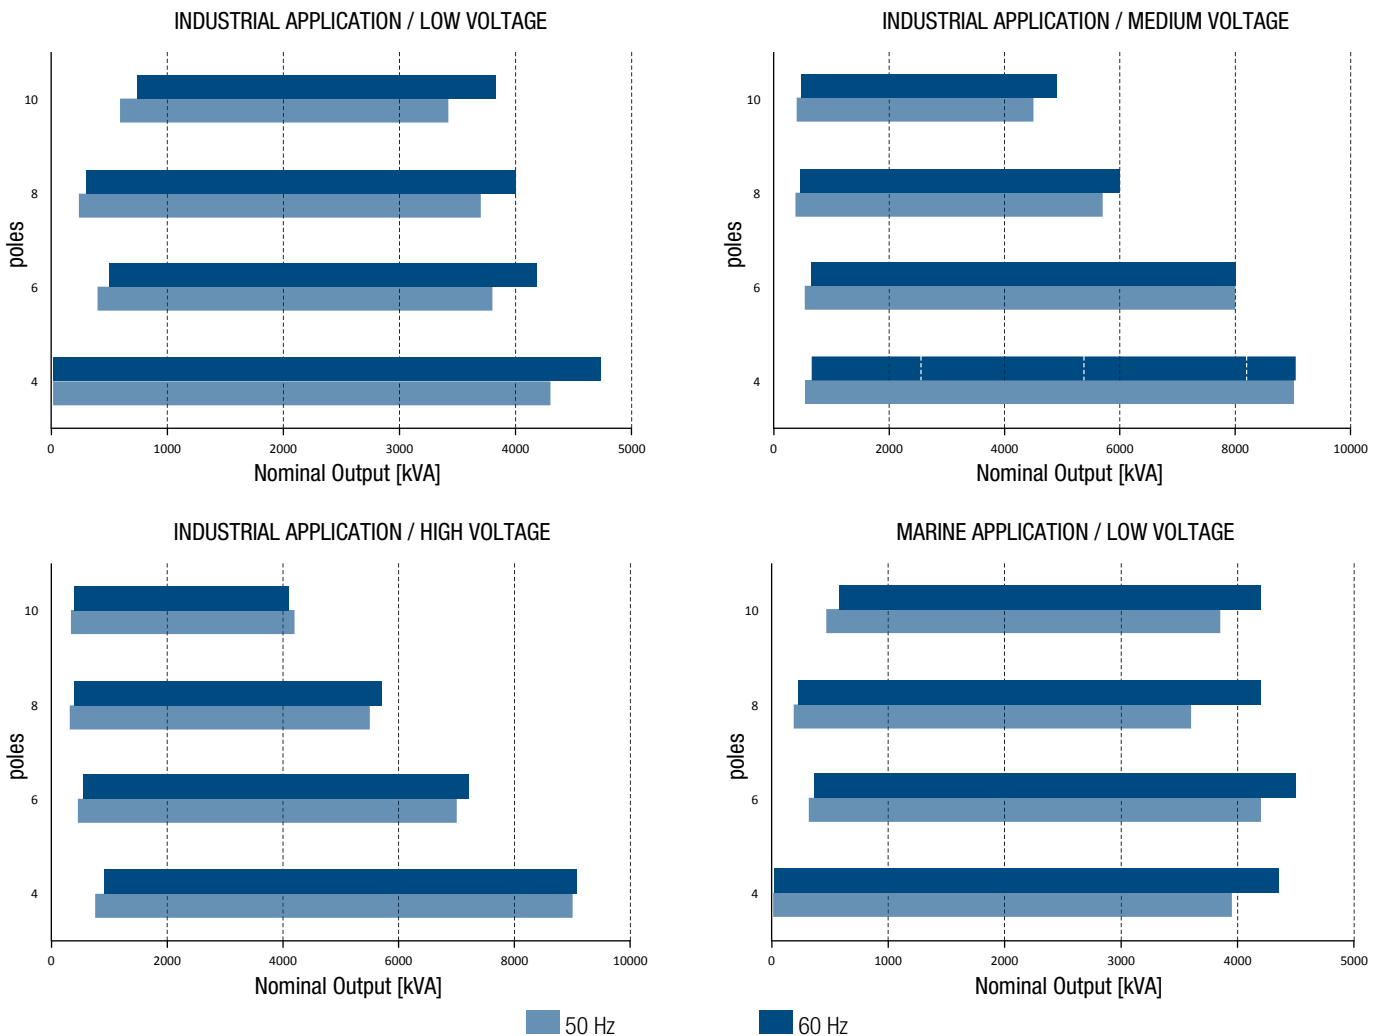 INDUSTRIAL APPLICATION / LOW VOLTAGE
10
8
6
4
poles
0 1000 2000 3000 4000 5000
Nominal Output [kVA]
INDUSTRIAL APPLICATION / MEDIUM VOLTAGE
10
8
6
4
poles
0 2000 4000 6000 8000 10000
Nominal Output [kVA]
INDUSTRIAL APPLICATION / HIGH VOLTAGE
10
8
6
4
poles
0 2000 4000 6000 8000 10000
Nominal Output [kVA]
MARINE APPLICATION / LOW VOLTAGE
10
8
6
4
poles
0 1000 2000 3000 4000 5000
Nominal Output [kVA]
50 Hz
60 Hz